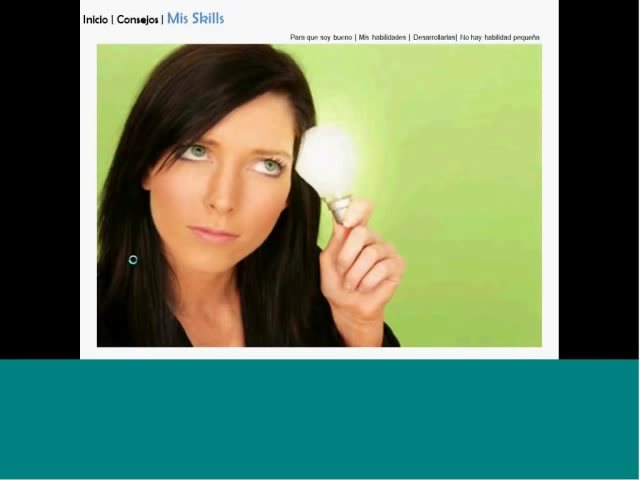 Inicio | Consejos | Mis Skills
Para que soy bueno | Mis habilidades | Desarrollarlas| No hay habilidad pequeña